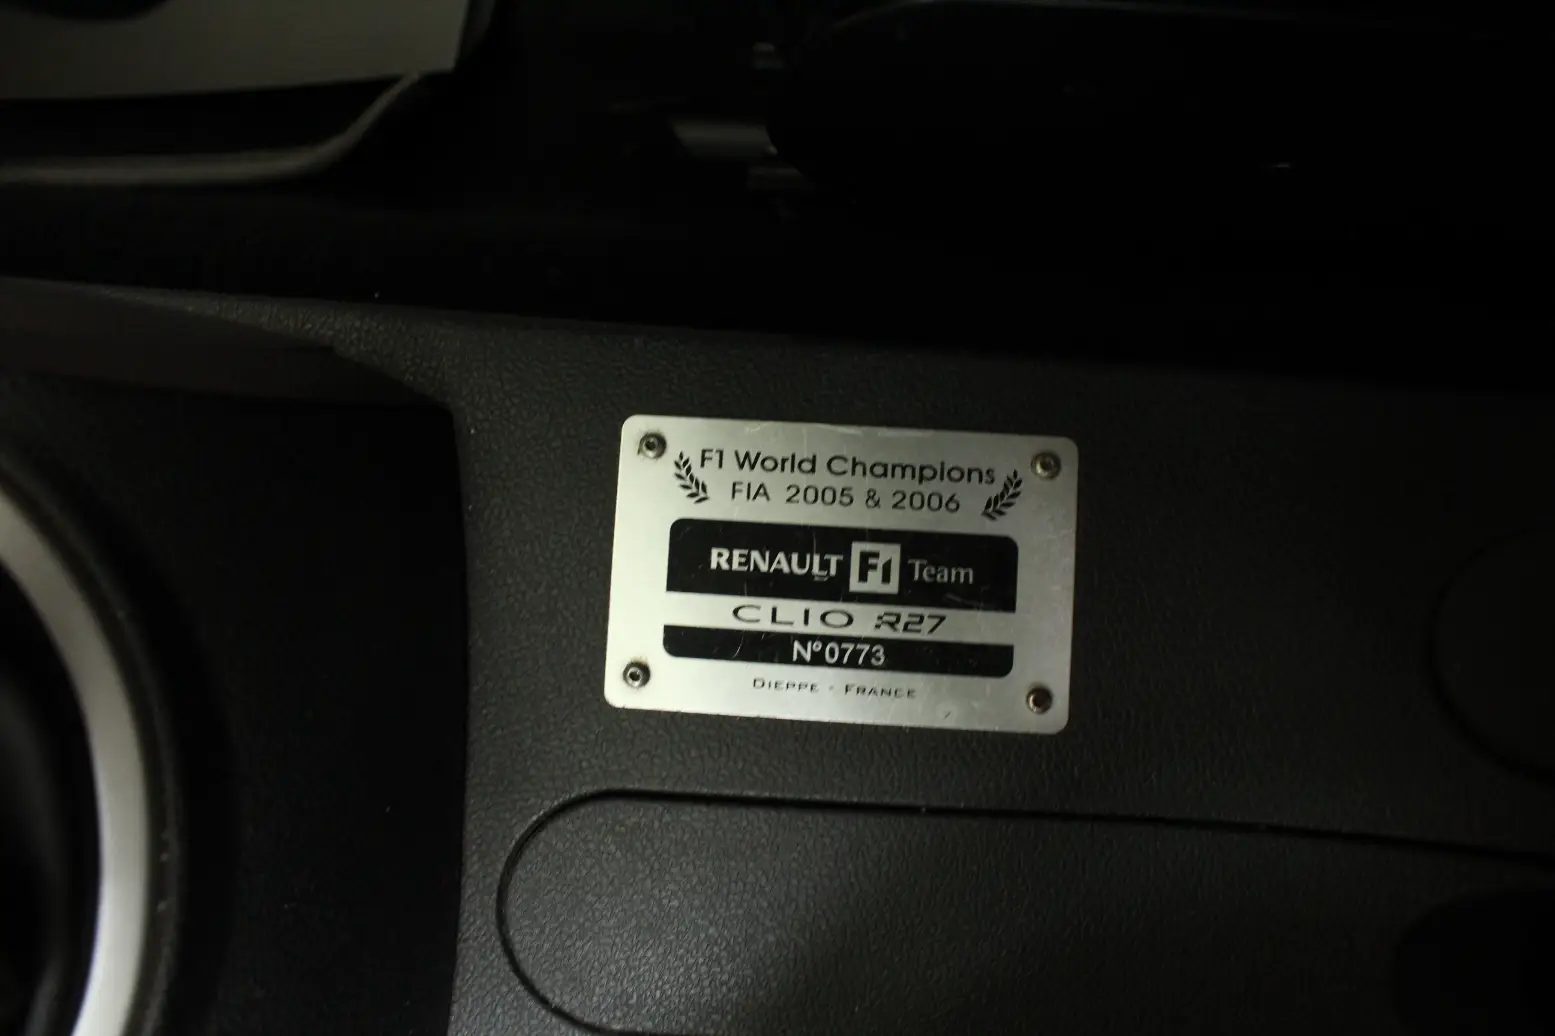 F1 World Champions
FIA 2005 & 2006
RENAULT F1 Team
CLIO R27
N°0773
DIEPPE - FRANCE